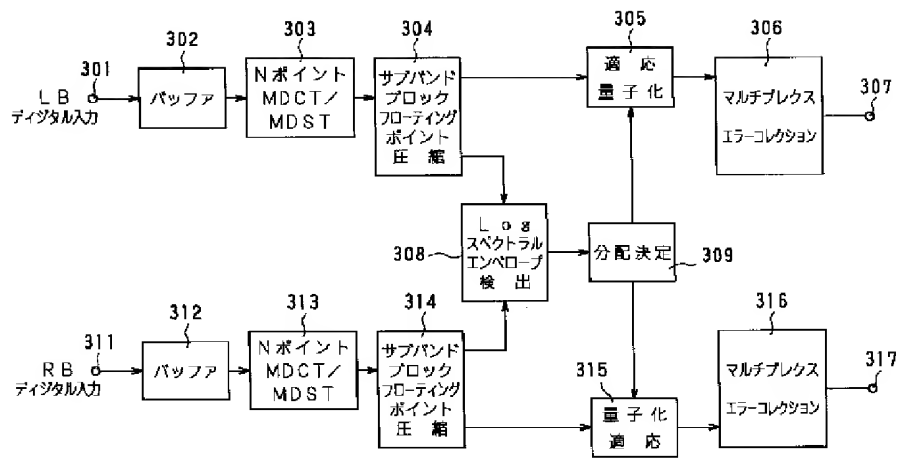 301
LB
ディジタル入力
302
バッファ
303
Nポイント
MDCT/
MDST
304
サブバンド
ブロック
フローティング
ポイント
圧縮
305
適応
量子化
306
マルチプレクス
エラーコレクション
307
308
Log
スペクトラル
エンベロープ
検出
分配決定
309
311
RB
ディジタル入力
312
バッファ
313
Nポイント
MDCT/
MDST
314
サブバンド
ブロック
フローティング
ポイント
圧縮
315
量子化
適応
316
マルチプレクス
エラーコレクション
317